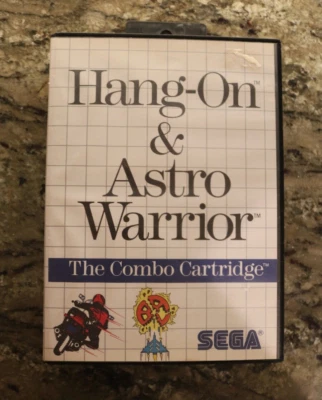 Hang-On™
&
Astro
Warrior™
The Combo Cartridge™
SEGA®